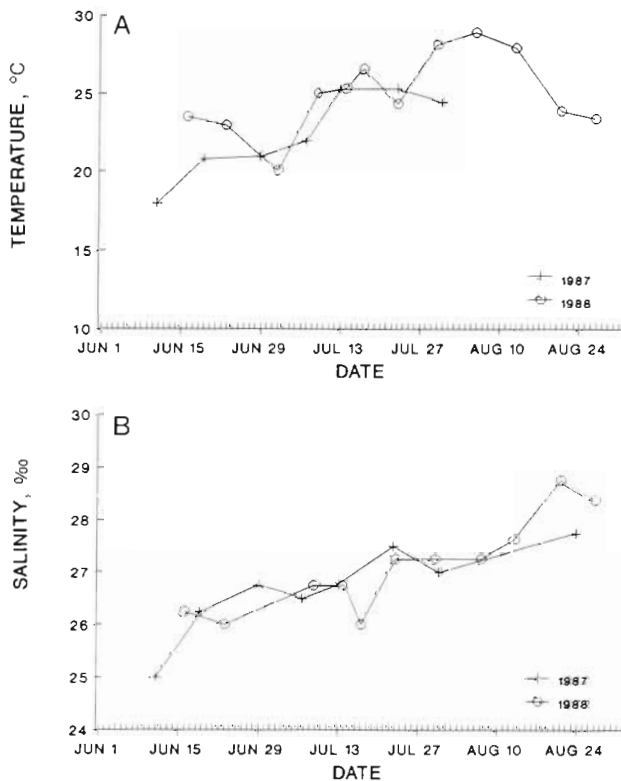 A
TEMPERATURE, °C
30
25
20
15
10
1987
1988
JUN 1 JUN 15 JUN 29 JUL 13 JUL 27 AUG 10 AUG 24
DATE
B
SALINITY, ‰
30
29
28
27
26
25
24
1987
1988
JUN 1 JUN 15 JUN 29 JUL 13 JUL 27 AUG 10 AUG 24
DATE